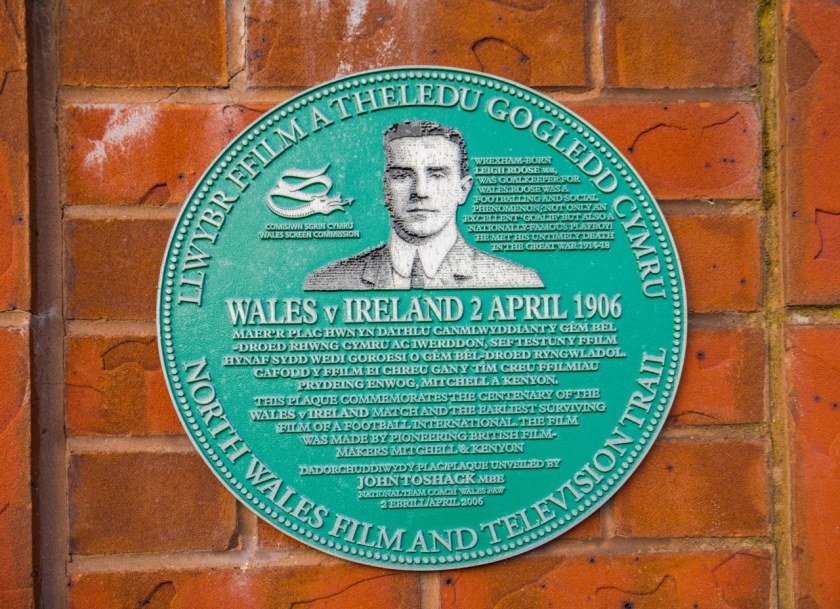 LLWYBR FFILM A THELEDU GOGLEDD CYMRU
COMISIWN SGRIN CYMRU
WALES SCREEN COMMISSION
WREXHAM-BORN
LEIGH ROOSE MM,
WAS GOALKEEPER FOR
WALES. ROOSE WAS A
FOOTBALLING AND SOCIAL
PHENOMENON; NOT ONLY AN
EXCELLENT 'GOALIE' BUT ALSO A
NATIONALLY-FAMOUS PLAYBOY!
HE MET HIS UNTIMELY DEATH
IN THE GREAT WAR 1914-18
WALES v IRELAND 2 APRIL 1906
MAER'R PLAC HWN YN DATHLU CANMLWYDDIANT Y GÊM BÊL
-DROED RHWNG CYMRU AC IWERDDON, SEF TESTUN Y FFILM
HYNAF SYDD WEDI GOROESI O GÊM BÊL-DROED RYNGWLADOL.
CAFODD Y FFILM EI CHREU GAN Y TÎM CREU FFILMIAU
PRYDEING ENWOG, MITCHELL A KENYON.
THIS PLAQUE COMMEMORATES THE CENTENARY OF THE
WALES v IRELAND MATCH AND THE EARLIEST SURVIVING
FILM OF A FOOTBALL INTERNATIONAL. THE FILM
WAS MADE BY PIONEERING BRITISH FILM-
MAKERS MITCHELL & KENYON
DADORCHUDDIWYD Y PLAC/PLAQUE UNVEILED BY
JOHN TOSHACK MBE
NATIONAL TEAM COACH WALES FAW
2 EBRILL/APRIL 2006
NORTH WALES FILM AND TELEVISION TRAIL